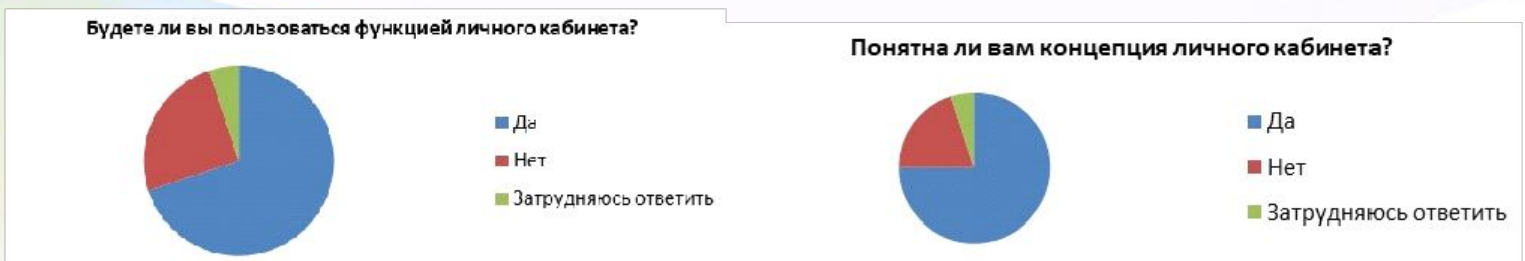 Будете ли вы пользоваться функцией личного кабинета?
Да
Нет
Затрудняюсь ответить
Понятна ли вам концепция личного кабинета?
Да
Нет
Затрудняюсь ответить